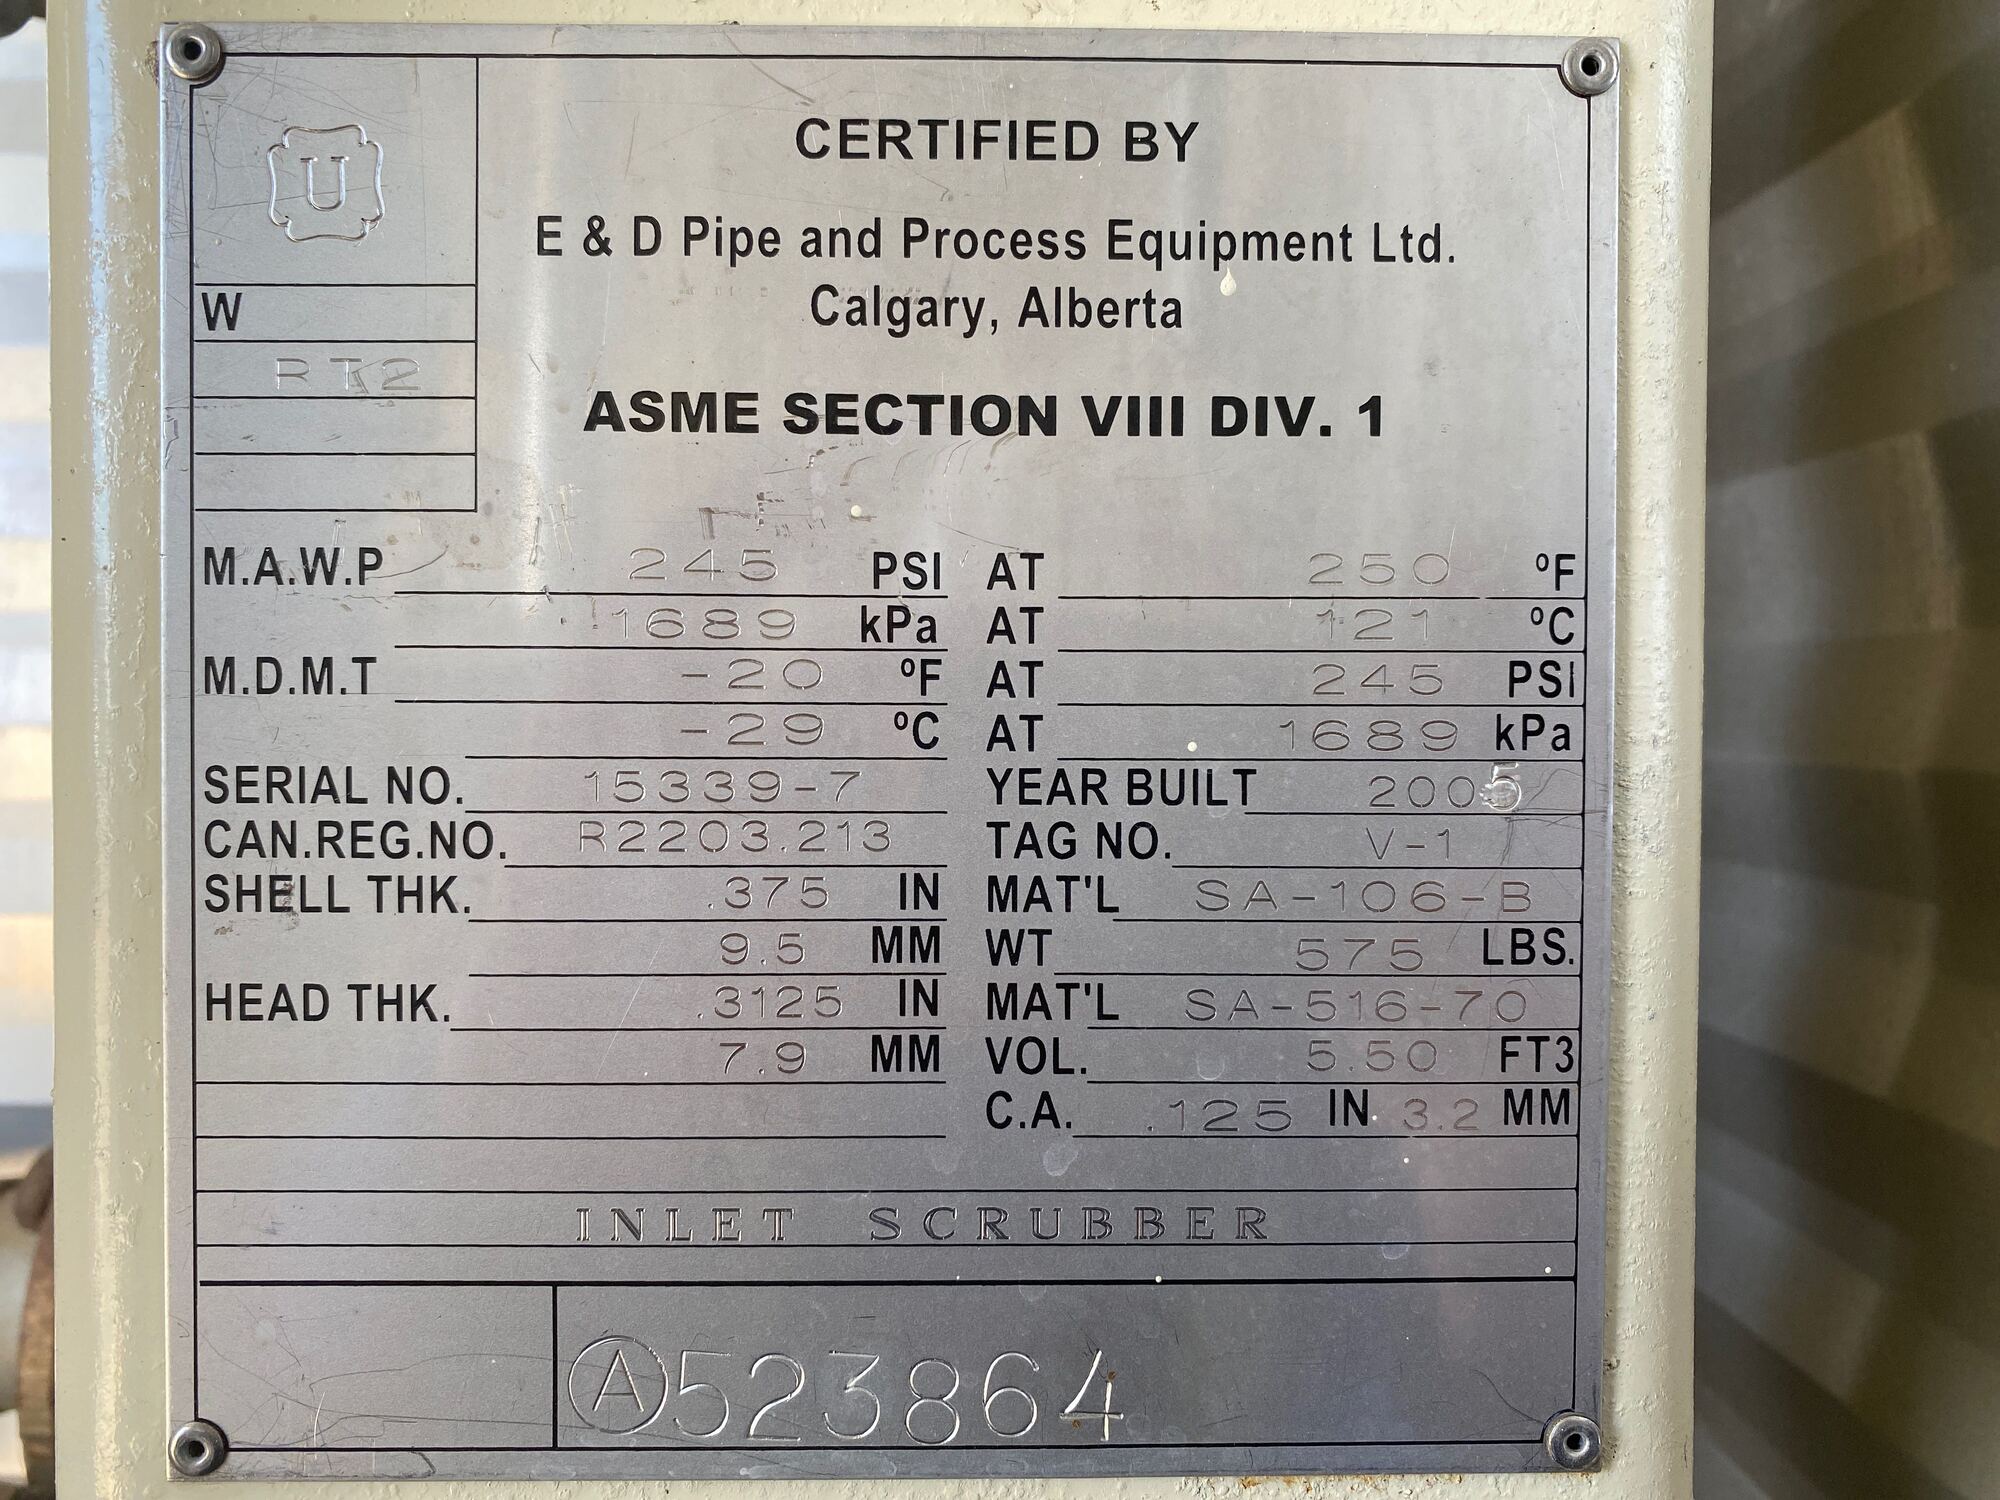 U
CERTIFIED BY
E & D Pipe and Process Equipment Ltd.
Calgary, Alberta
W
RT2
ASME SECTION VIII DIV. 1
M.A.W.P 245 PSI AT 250 ºF
1689 kPa AT 121 ºC
M.D.M.T -20 ºF AT 245 PSI
-29 ºC AT 1689 kPa
SERIAL NO. 15339-7 YEAR BUILT 2005
CAN.REG.NO. R2203.213 TAG NO. V-1
SHELL THK. .375 IN MAT'L SA-106-B
9.5 MM WT 575 LBS.
HEAD THK. .3125 IN MAT'L SA-516-70
7.9 MM VOL. 5.50 FT3
C.A. .125 IN 3.2 MM
INLET SCRUBBER
A 523864